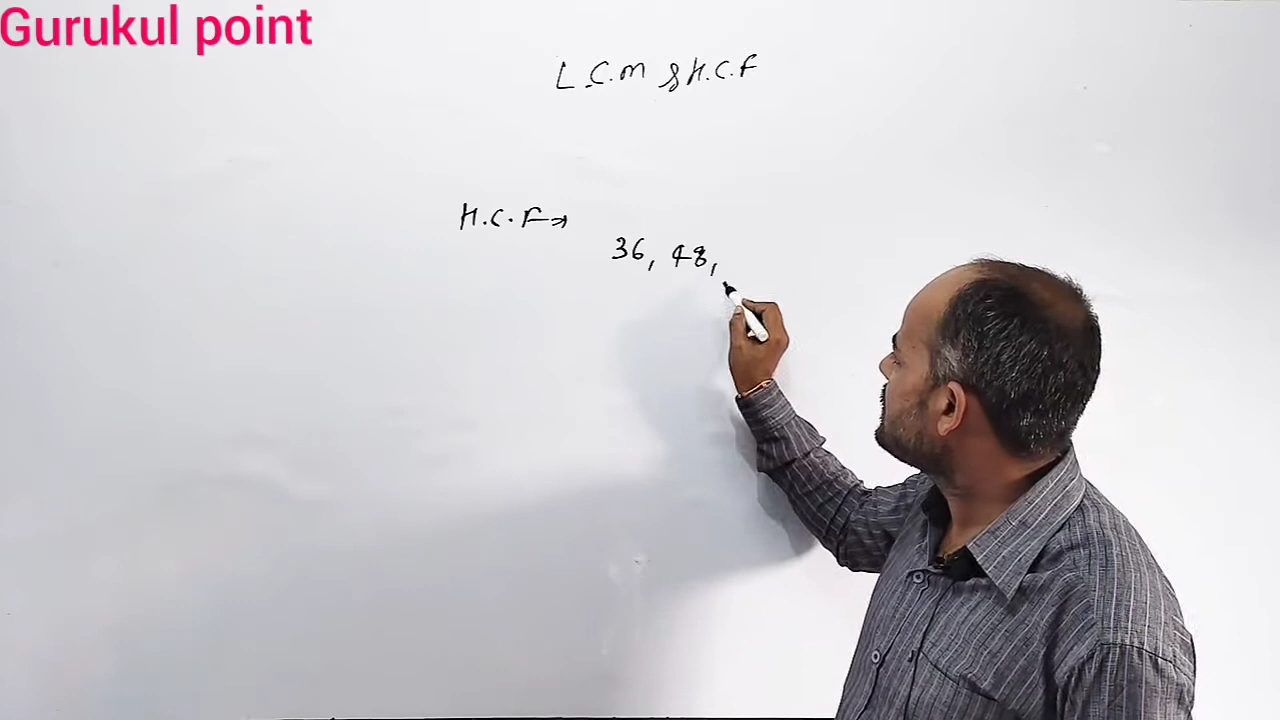 Gurukul point
L.C.M & H.C.F
H.C.F→
36, 48,